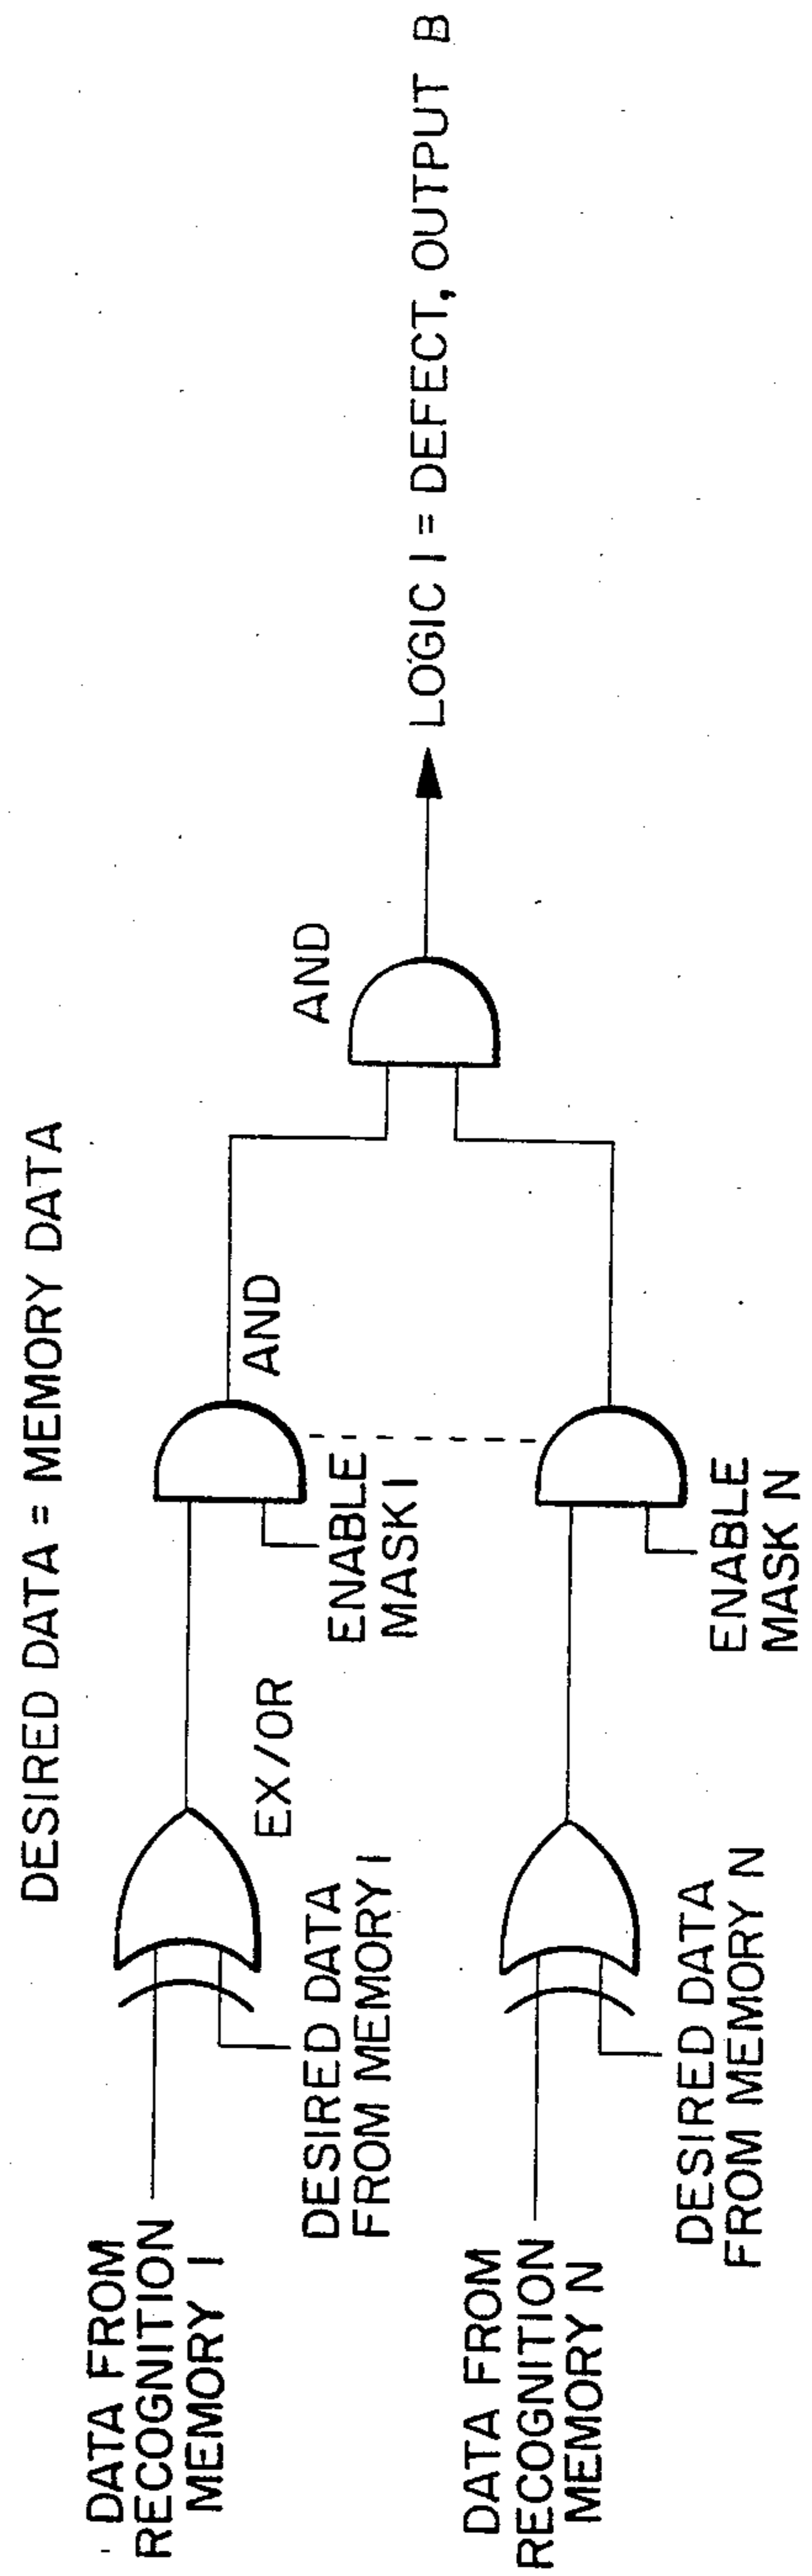 DESIRED DATA = MEMORY DATA
DATA FROM
RECOGNITION
MEMORY I
DESIRED DATA
FROM MEMORY I
EX/OR
ENABLE
MASK I
AND
AND
LOGIC I = DEFECT, OUTPUT B
DATA FROM
RECOGNITION
MEMORY N
DESIRED DATA
FROM MEMORY N
ENABLE
MASK N